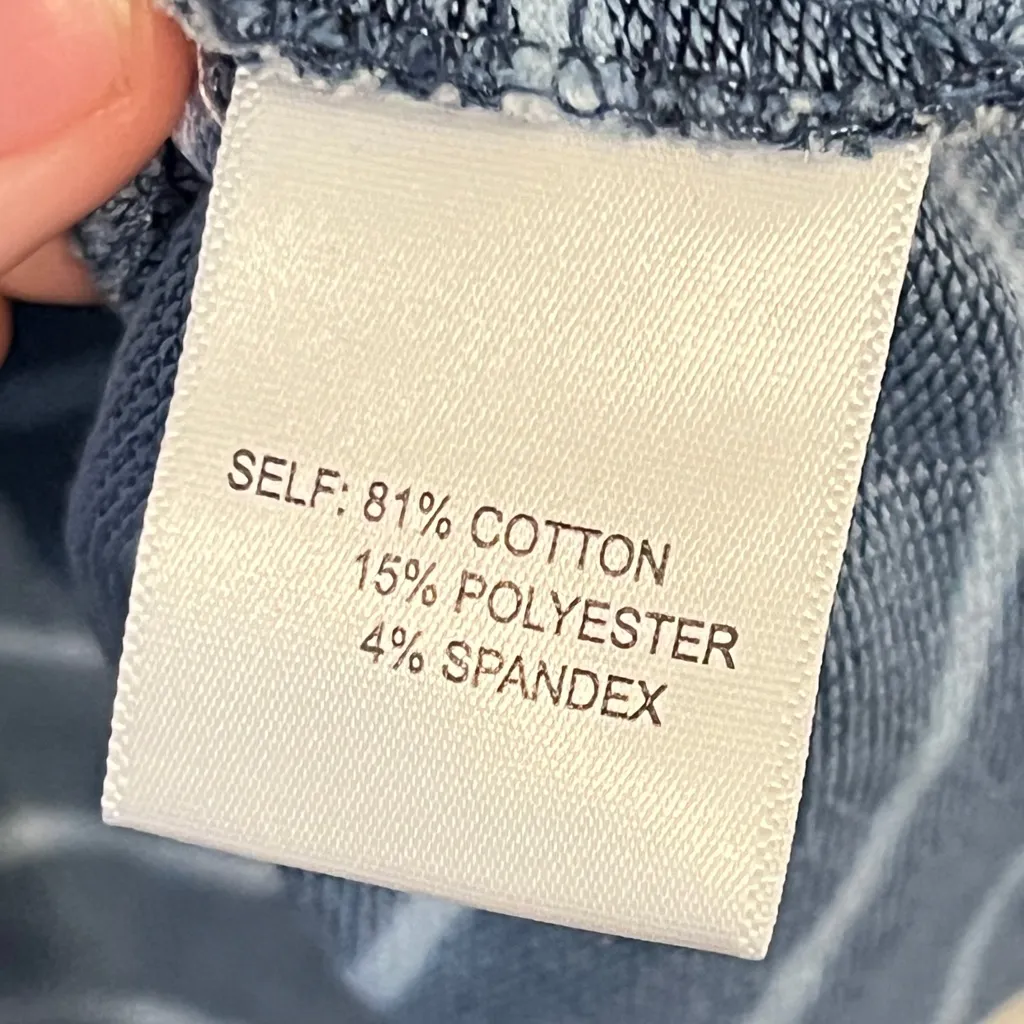 SELF: 81% COTTON
15% POLYESTER
4% SPANDEX